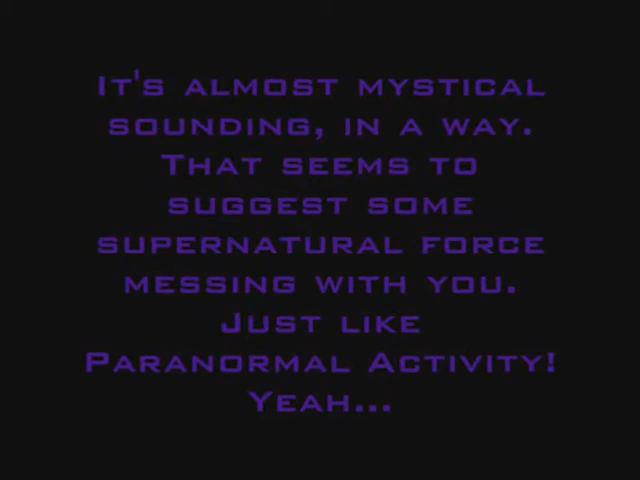 It's almost mystical
sounding, in a way.
That seems to
suggest some
supernatural force
messing with you.
Just like
Paranormal Activity!
Yeah...